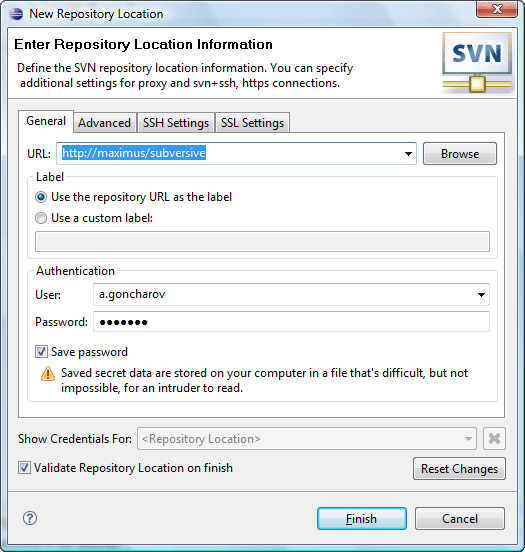 New Repository Location
Enter Repository Location Information
SVN
Define the SVN repository location information. You can specify
additional settings for proxy and svn+ssh, https connections.
General Advanced SSH Settings SSL Settings
URL: http://maximus/subversive Browse
Label
Use the repository URL as the label
Use a custom label:
Authentication
User: a.goncharov
Password: ●●●●●●●
Save password
Saved secret data are stored on your computer in a file that's difficult, but not
impossible, for an intruder to read.
Show Credentials For: <Repository Location>
Validate Repository Location on finish Reset Changes
Finish Cancel